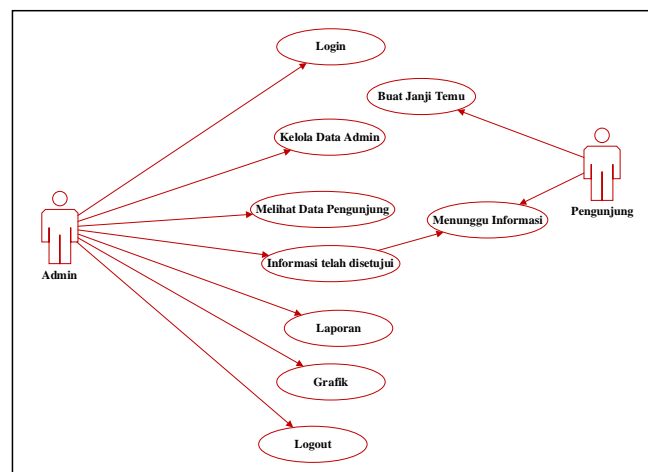 Login
Buat Janji Temu
Kelola Data Admin
Melihat Data Pengunjung
Menunggu Informasi
Pengunjung
Informasi telah disetujui
Admin
Laporan
Grafik
Logout